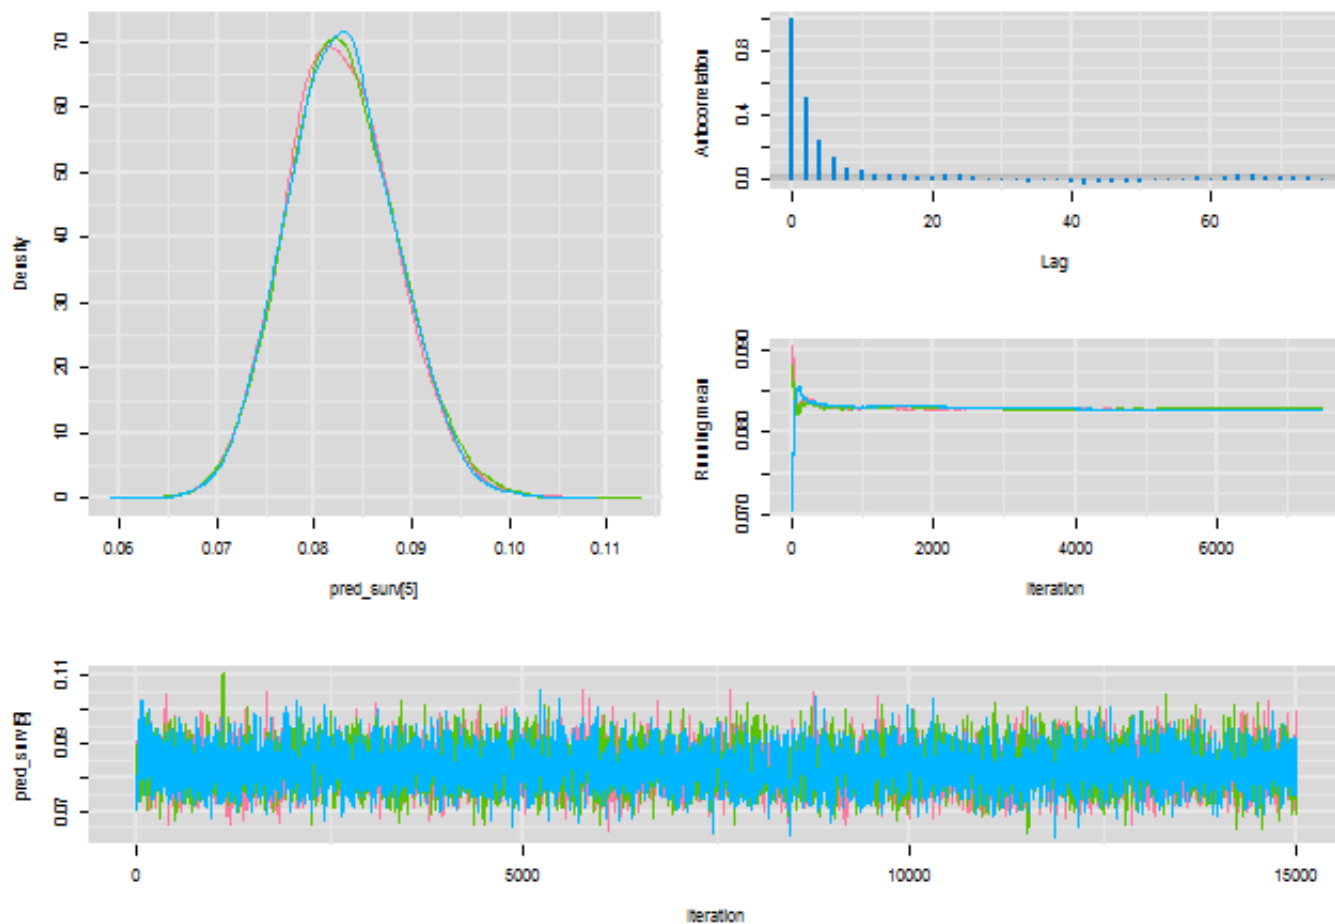 Density
0
10
20
30
40
50
60
70
0.06 0.07 0.08 0.09 0.10 0.11
pred_surv[5]
Autocorrelation
0.0 0.4 0.8
0 20 40 60
Lag
Running mean
0.070 0.080 0.090
0 2000 4000 6000
Iteration
pred_surv[5]
0.07 0.09 0.11
0 5000 10000 15000
Iteration